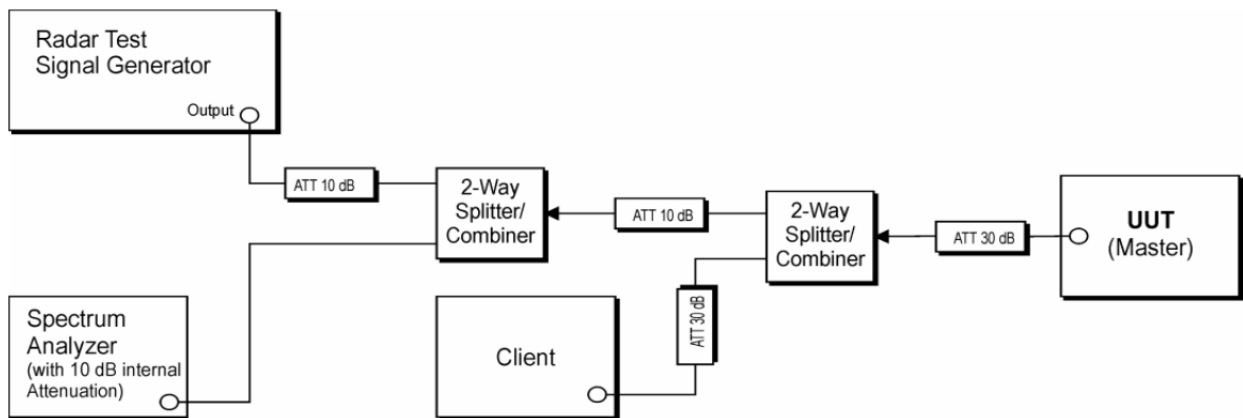 Radar Test
Signal Generator
Output
ATT 10 dB
2-Way
Splitter/
Combiner
ATT 10 dB
2-Way
Splitter/
Combiner
ATT 30 dB
UUT
(Master)
Spectrum
Analyzer
(with 10 dB internal
Attenuation)
Client
ATT 30 dB